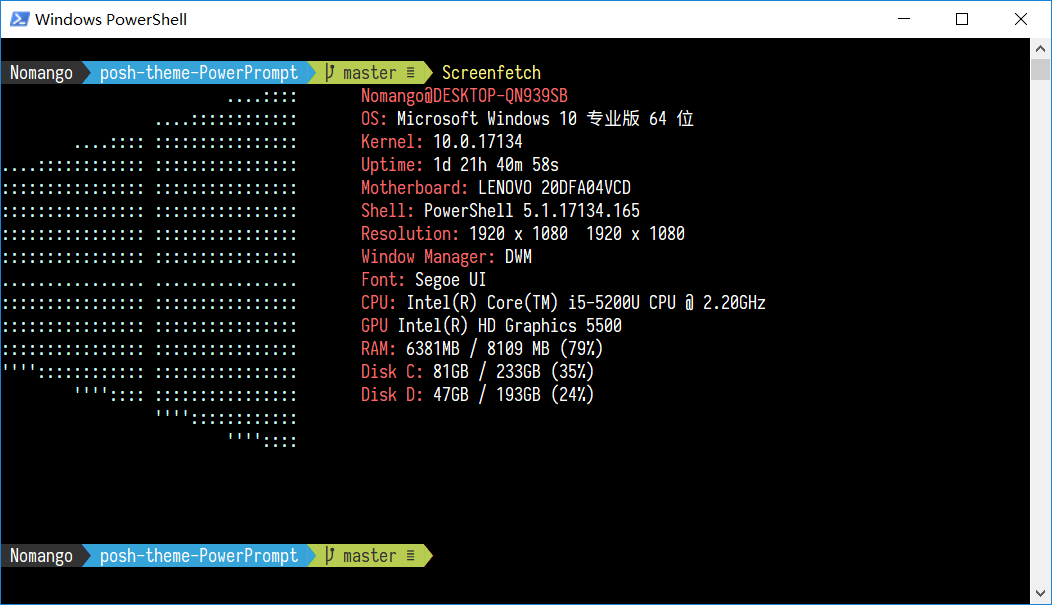 Windows PowerShell
Nomango posh-theme-PowerPrompt master ≡ Screenfetch
....:::: Nomango@DESKTOP-QN939SB
....:::::::::::: OS: Microsoft Windows 10 专业版 64 位
....:::: :::::::::::::::: Kernel: 10.0.17134
....:::::::::::: :::::::::::::::: Uptime: 1d 21h 40m 58s
:::::::::::::::: :::::::::::::::: Motherboard: LENOVO 20DFA04VCD
:::::::::::::::: :::::::::::::::: Shell: PowerShell 5.1.17134.165
:::::::::::::::: :::::::::::::::: Resolution: 1920 x 1080  1920 x 1080
:::::::::::::::: :::::::::::::::: Window Manager: DWM
................ ................ Font: Segoe UI
:::::::::::::::: :::::::::::::::: CPU: Intel(R) Core(TM) i5-5200U CPU @ 2.20GHz
:::::::::::::::: :::::::::::::::: GPU Intel(R) HD Graphics 5500
:::::::::::::::: :::::::::::::::: RAM: 6381MB / 8109 MB (79%)
'''':::::::::::: :::::::::::::::: Disk C: 81GB / 233GB (35%)
'''':::: :::::::::::::::: Disk D: 47GB / 193GB (24%)
''''::::::::::::
''''::::
Nomango posh-theme-PowerPrompt master ≡